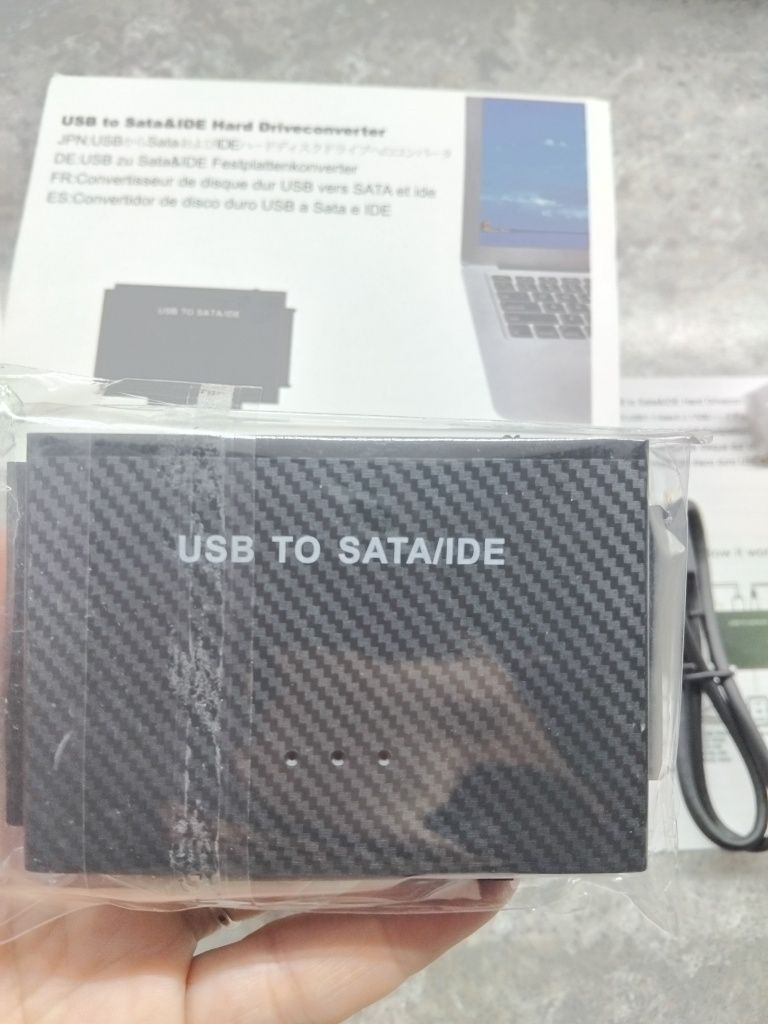 USB to Sata&IDE Hard Driveconverter
JPN:USBからSataおよびIDEハードディスクドライブへのコンバータ
DE:USB zu Sata&IDE Festplattenkonverter
FR:Convertisseur de disque dur USB vers SATA et ide
ES:Convertidor de disco duro USB a Sata e IDE
USB TO SATA/IDE
USB TO SATA/IDE